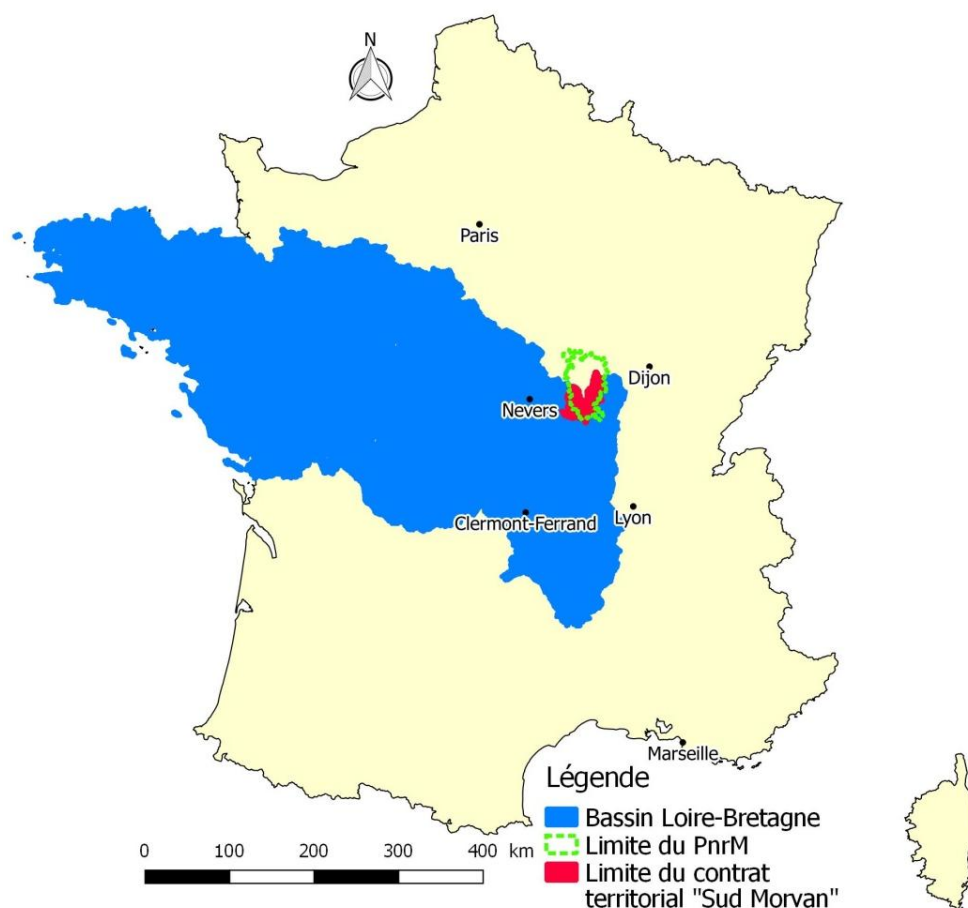 N
Paris
Dijon
Nevers
Clermont-Ferrand
Lyon
Marseille
Légende
Bassin Loire-Bretagne
Limite du PnrM
Limite du contrat
territorial "Sud Morvan"
0 100 200 300 400 km